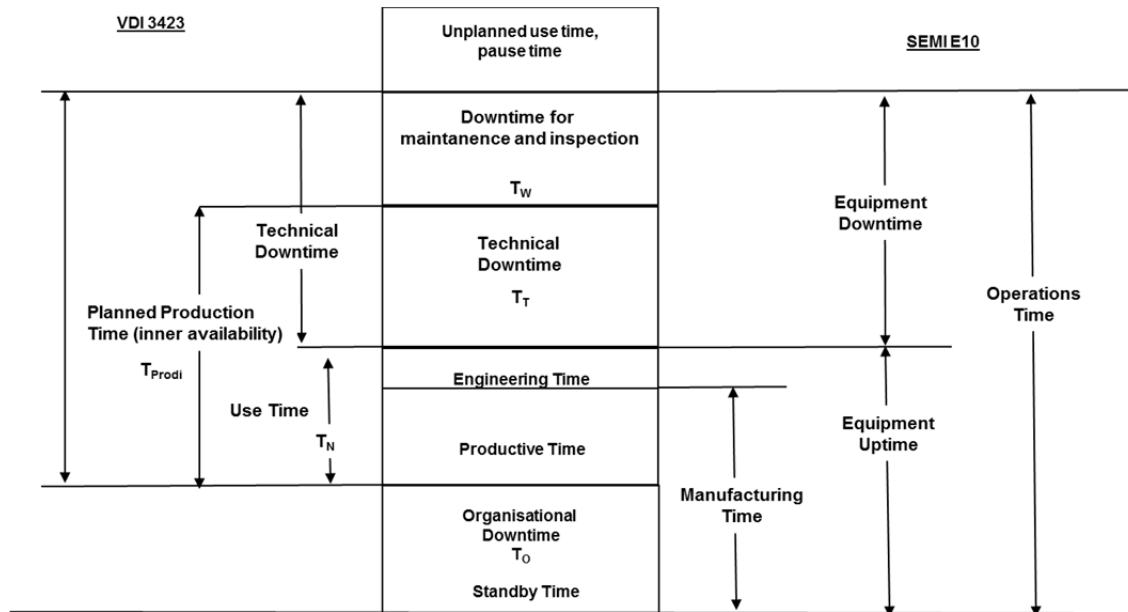 VDI 3423
SEMI E10
Unplanned use time,
pause time
Downtime for
maintanence and inspection
TW
Technical
Downtime
TT
Engineering Time
Productive Time
Organisational
Downtime
TO
Standby Time
Technical
Downtime
Planned Production
Time (inner availability)
TProdi
Use Time
TN
Equipment
Downtime
Operations
Time
Equipment
Uptime
Manufacturing
Time